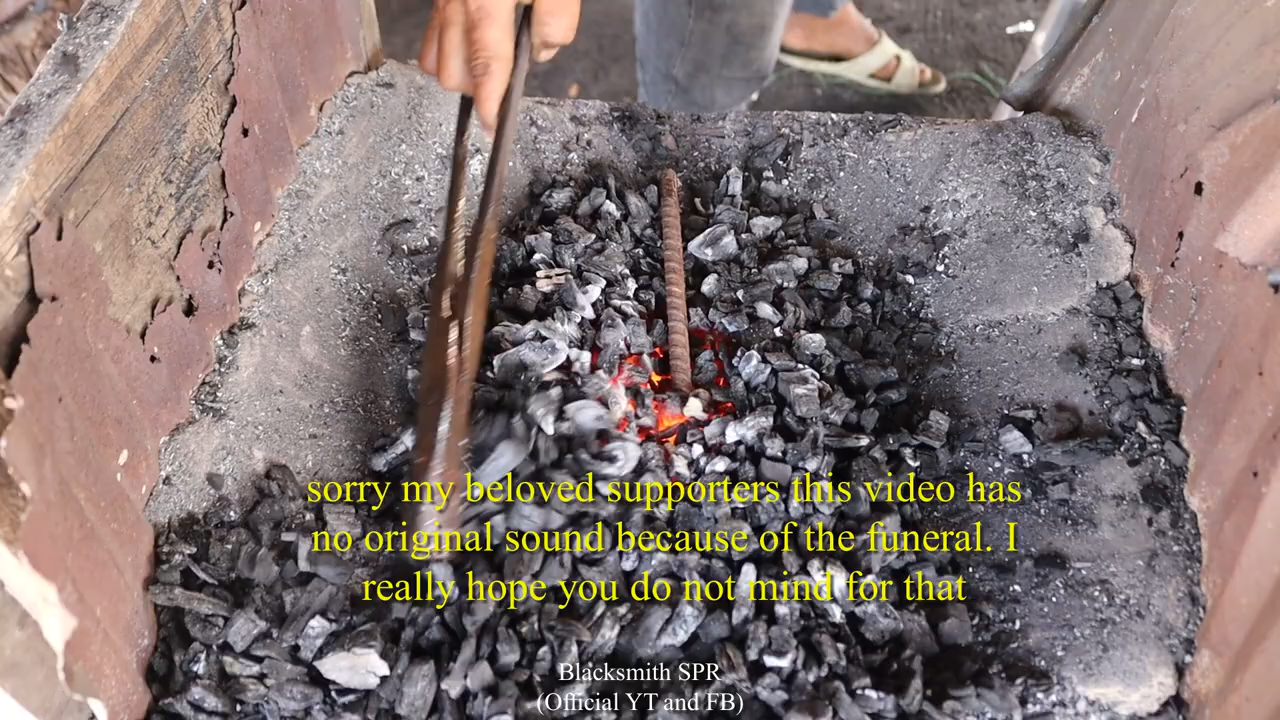 sorry my beloved supporters this video has
no original sound because of the funeral. I
really hope you do not mind for that
Blacksmith SPR
(Official YT and FB)